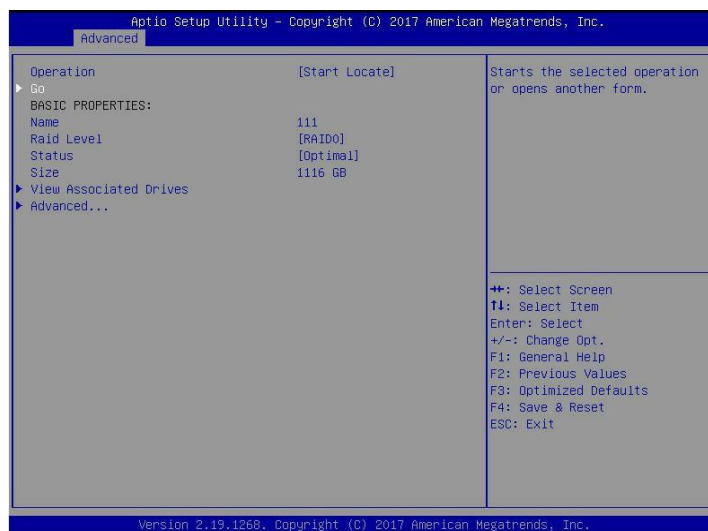 Aptio Setup Utility – Copyright (C) 2017 American Megatrends, Inc.
Advanced
Operation [Start Locate]
Go
BASIC PROPERTIES:
Name 111
Raid Level [RAID0]
Status [Optimal]
Size 1116 GB
View Associated Drives
Advanced...
Starts the selected operation
or opens another form.
→←: Select Screen
↑↓: Select Item
Enter: Select
+/-: Change Opt.
F1: General Help
F2: Previous Values
F3: Optimized Defaults
F4: Save & Reset
ESC: Exit
Version 2.19.1268. Copyright (C) 2017 American Megatrends, Inc.